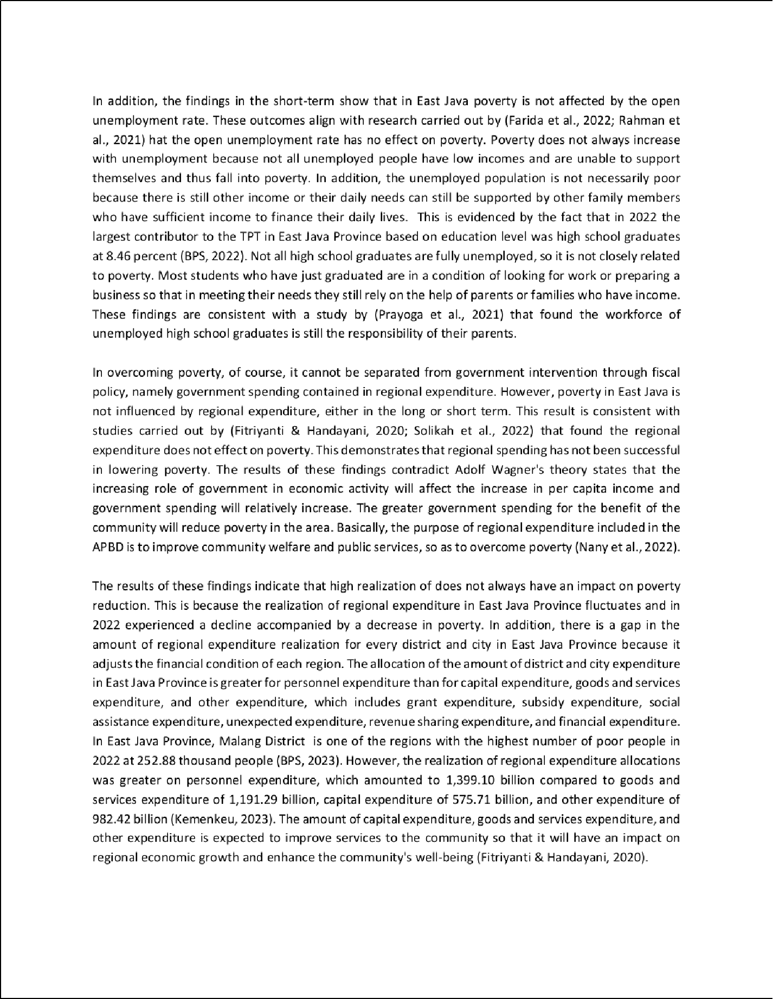 In addition, the findings in the short-term show that in East Java poverty is not affected by the open
unemployment rate. These outcomes align with research carried out by (Farida et al., 2022; Rahman et
al., 2021) hat the open unemployment rate has no effect on poverty. Poverty does not always increase
with unemployment because not all unemployed people have low incomes and are unable to support
themselves and thus fall into poverty. In addition, the unemployed population is not necessarily poor
because there is still other income or their daily needs can still be supported by other family members
who have sufficient income to finance their daily lives.  This is evidenced by the fact that in 2022 the
largest contributor to the TPT in East Java Province based on education level was high school graduates
at 8.46 percent (BPS, 2022). Not all high school graduates are fully unemployed, so it is not closely related
to poverty. Most students who have just graduated are in a condition of looking for work or preparing a
business so that in meeting their needs they still rely on the help of parents or families who have income.
These findings are consistent with a study by (Prayoga et al., 2021) that found the workforce of
unemployed high school graduates is still the responsibility of their parents.

In overcoming poverty, of course, it cannot be separated from government intervention through fiscal
policy, namely government spending contained in regional expenditure. However, poverty in East Java is
not influenced by regional expenditure, either in the long or short term. This result is consistent with
studies carried out by (Fitriyanti & Handayani, 2020; Solikah et al., 2022) that found the regional
expenditure does not effect on poverty. This demonstrates that regional spending has not been successful
in lowering poverty. The results of these findings contradict Adolf Wagner's theory states that the
increasing role of government in economic activity will affect the increase in per capita income and
government spending will relatively increase. The greater government spending for the benefit of the
community will reduce poverty in the area. Basically, the purpose of regional expenditure included in the
APBD is to improve community welfare and public services, so as to overcome poverty (Nany et al., 2022).

The results of these findings indicate that high realization of does not always have an impact on poverty
reduction. This is because the realization of regional expenditure in East Java Province fluctuates and in
2022 experienced a decline accompanied by a decrease in poverty. In addition, there is a gap in the
amount of regional expenditure realization for every district and city in East Java Province because it
adjusts the financial condition of each region. The allocation of the amount of district and city expenditure
in East Java Province is greater for personnel expenditure than for capital expenditure, goods and services
expenditure, and other expenditure, which includes grant expenditure, subsidy expenditure, social
assistance expenditure, unexpected expenditure, revenue sharing expenditure, and financial expenditure.
In East Java Province, Malang District  is one of the regions with the highest number of poor people in
2022 at 252.88 thousand people (BPS, 2023). However, the realization of regional expenditure allocations
was greater on personnel expenditure, which amounted to 1,399.10 billion compared to goods and
services expenditure of 1,191.29 billion, capital expenditure of 575.71 billion, and other expenditure of
982.42 billion (Kemenkeu, 2023). The amount of capital expenditure, goods and services expenditure, and
other expenditure is expected to improve services to the community so that it will have an impact on
regional economic growth and enhance the community's well-being (Fitriyanti & Handayani, 2020).